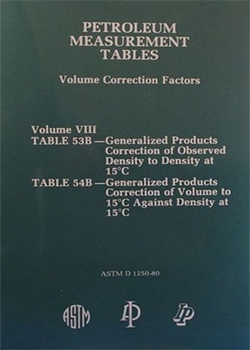 PETROLEUM
MEASUREMENT
TABLES
Volume Correction Factors
Volume VIII
TABLE 53B—Generalized Products
Correction of Observed
Density to Density at
15°C
TABLE 54B—Generalized Products
Correction of Volume to
15°C Against Density at
15°C
ASTM D 1250-80
ASTM
IP